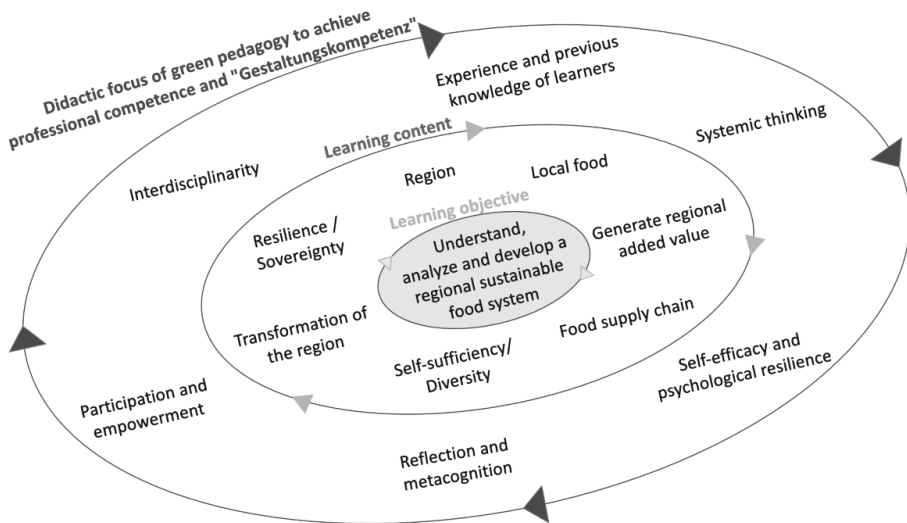 Didactic focus of green pedagogy to achieve
professional competence and "Gestaltungskompetenz"
Experience and previous
knowledge of learners
Systemic thinking
Self-efficacy and
psychological resilience
Reflection and
metacognition
Participation and
empowerment
Interdisciplinarity
Learning content
Region
Local food
Generate regional
added value
Food supply chain
Self-sufficiency/
Diversity
Transformation of
the region
Resilience /
Sovereignty
Learning objective
Understand,
analyze and develop a
regional sustainable
food system